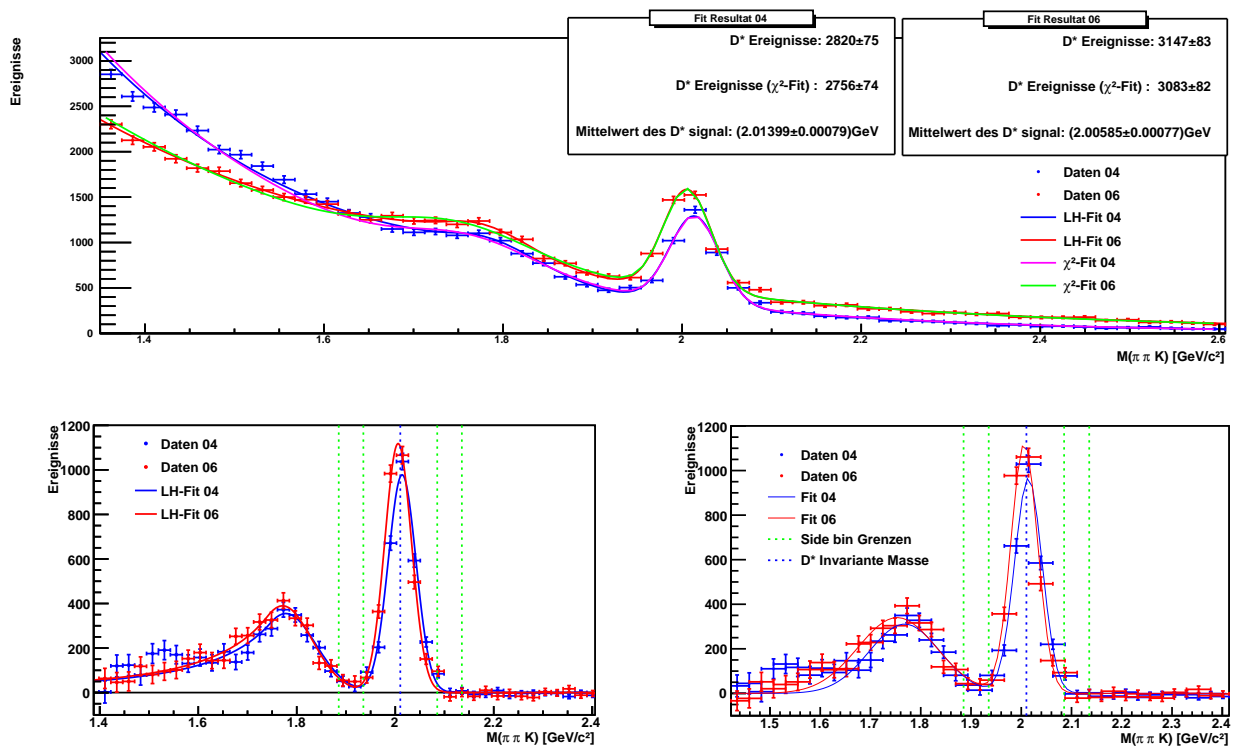 Fit Resultat 04
D* Ereignisse: 2820±75
D* Ereignisse (χ²-Fit) : 2756±74
Mittelwert des D* signal: (2.01399±0.00079)GeV
Fit Resultat 06
D* Ereignisse: 3147±83
D* Ereignisse (χ²-Fit) : 3083±82
Mittelwert des D* signal: (2.00585±0.00077)GeV
Ereignisse
3000
2500
2000
1500
1000
500
0
Daten 04
Daten 06
LH-Fit 04
LH-Fit 06
χ²-Fit 04
χ²-Fit 06
1.4 1.6 1.8 2 2.2 2.4 2.6
M(π π K) [GeV/c²]
Ereignisse
1200
1000
800
600
400
200
0
Daten 04
Daten 06
LH-Fit 04
LH-Fit 06
1.4 1.6 1.8 2 2.2 2.4
M(π π K) [GeV/c²]
Ereignisse
1200
1000
800
600
400
200
0
Daten 04
Daten 06
Fit 04
Fit 06
Side bin Grenzen
D* Invariante Masse
1.5 1.6 1.7 1.8 1.9 2 2.1 2.2 2.3 2.4
M(π π K) [GeV/c²]